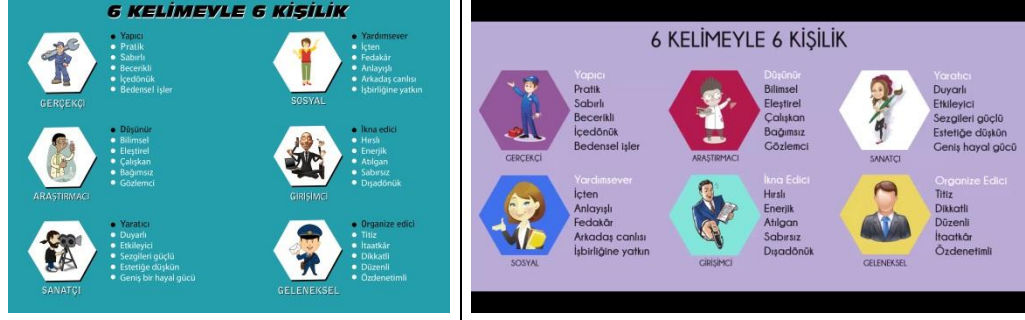 6 KELİMEYLE 6 KİŞİLİK
GERÇEKÇİ
Yapıcı
Pratik
Sabırlı
Becerikli
İçedönük
Bedensel işler
SOSYAL
Yardımsever
İçten
Fedakâr
Anlayışlı
Arkadaş canlısı
İşbirliğine yatkın
ARAŞTIRMACI
Düşünür
Bilimsel
Eleştirel
Çalışkan
Bağımsız
Gözlemci
GİRİŞİMCİ
İkna edici
Hırslı
Enerjik
Atılgan
Sabırsız
Dışadönük
SANATÇI
Yaratıcı
Duyarlı
Etkileyici
Sezgileri güçlü
Estetiğe düşkün
Geniş bir hayal gücü
GELENEKSEL
Organize edici
Titiz
İtaatkâr
Dikkatli
Düzenli
Özdenetimli
6 KELİMEYLE 6 KİŞİLİK
GERÇEKÇİ
Yapıcı
Pratik
Sabırlı
Becerikli
İçedönük
Bedensel işler
ARAŞTIRMACI
Düşünür
Bilimsel
Eleştirel
Çalışkan
Bağımsız
Gözlemci
SANATÇI
Yaratıcı
Duyarlı
Etkileyici
Sezgileri güçlü
Estetiğe düşkün
Geniş hayal gücü
SOSYAL
Yardımsever
İçten
Anlayışlı
Fedakâr
Arkadaş canlısı
İşbirliğine yatkın
GİRİŞİMCİ
İkna Edici
Hırslı
Enerjik
Atılgan
Sabırsız
Dışadönük
GELENEKSEL
Organize Edici
Titiz
Dikkatli
Düzenli
İtaatkâr
Özdenetimli